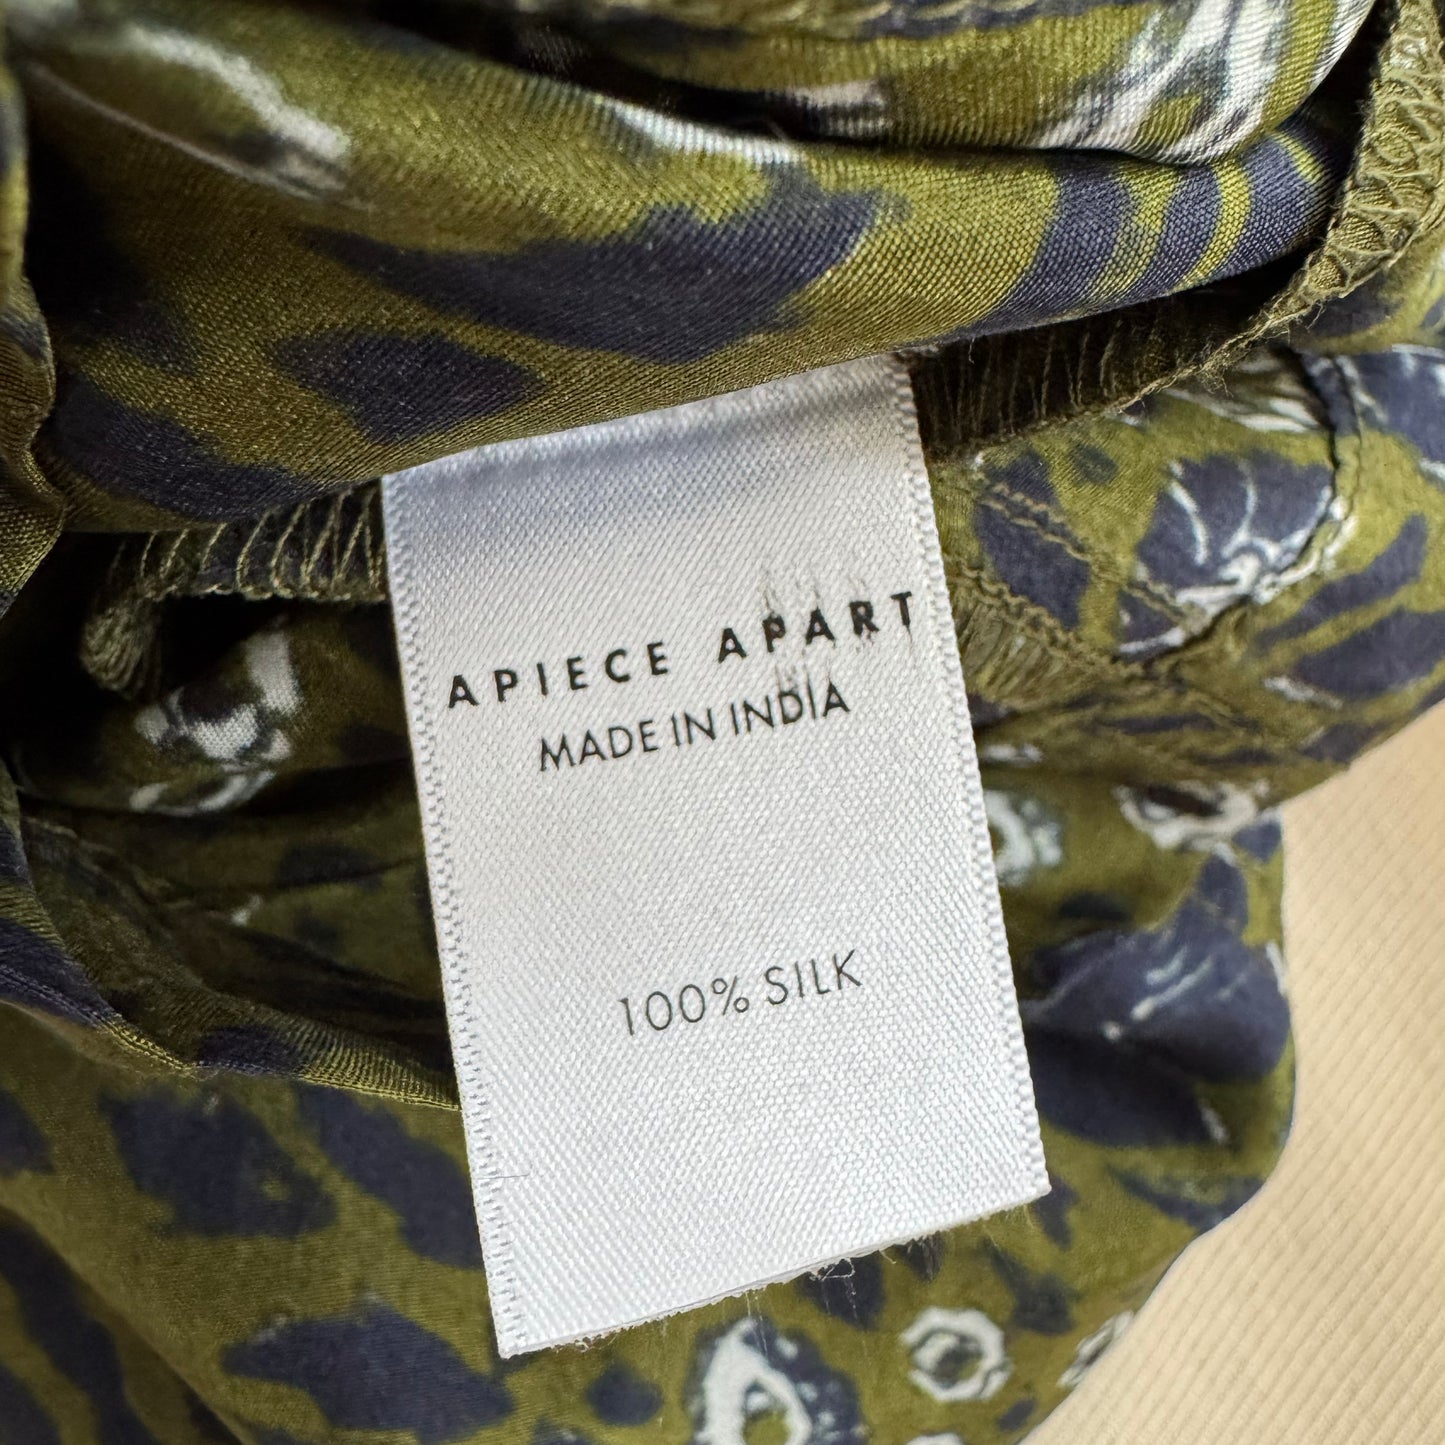 APIECE APART
MADE IN INDIA
100% SILK